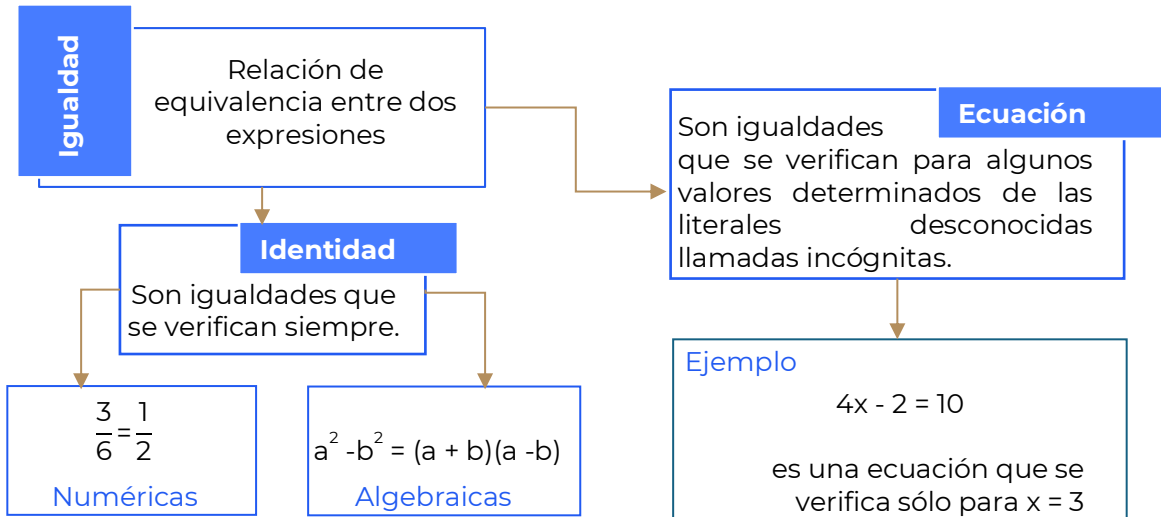 Igualdad
Relación de
equivalencia entre dos
expresiones
Ecuación
Son igualdades
que se verifican para algunos
valores determinados de las
literales desconocidas
llamadas incógnitas.
Identidad
Son igualdades que
se verifican siempre.
3/6 = 1/2
Numéricas
a² -b² = (a + b)(a -b)
Algebraicas
Ejemplo
4x - 2 = 10
es una ecuación que se
verifica sólo para x = 3